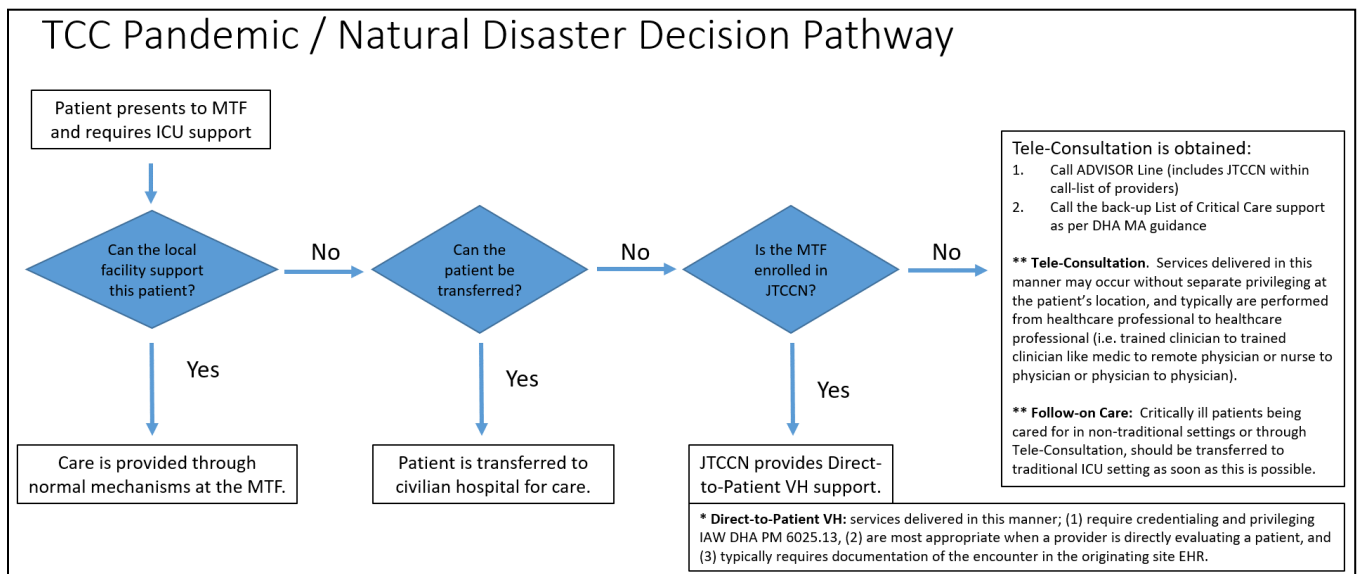 TCC Pandemic / Natural Disaster Decision Pathway
Patient presents to MTF
and requires ICU support
Can the local
facility support
this patient?
No
Yes
Care is provided through
normal mechanisms at the MTF.
Can the
patient be
transferred?
No
Yes
Patient is transferred to
civilian hospital for care.
Is the MTF
enrolled in
JTCCN?
No
Yes
JTCCN provides Direct-
to-Patient VH support.
* Direct-to-Patient VH: services delivered in this manner; (1) require credentialing and privileging
IAW DHA PM 6025.13, (2) are most appropriate when a provider is directly evaluating a patient, and
(3) typically requires documentation of the encounter in the originating site EHR.
Tele-Consultation is obtained:
1. Call ADVISOR Line (includes JTCCN within
call-list of providers)
2. Call the back-up List of Critical Care support
as per DHA MA guidance
** Tele-Consultation. Services delivered in this
manner may occur without separate privileging at
the patient's location, and typically are performed
from healthcare professional to healthcare
professional (i.e. trained clinician to trained
clinician like medic to remote physician or nurse to
physician or physician to physician).
** Follow-on Care: Critically ill patients being
cared for in non-traditional settings or through
Tele-Consultation, should be transferred to
traditional ICU setting as soon as this is possible.